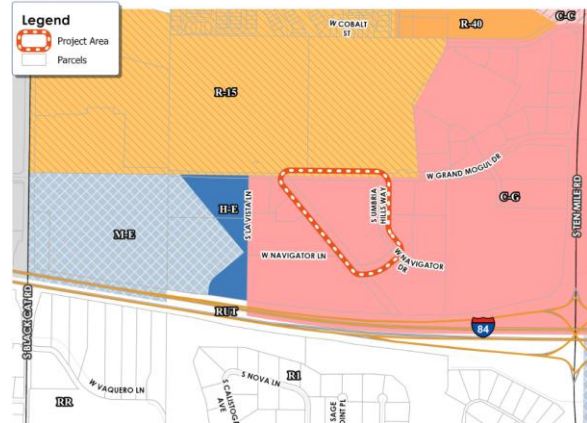 Legend
Project Area
Parcels
W COBALT
ST
R-40
C-C
R-15
W GRAND MOGUL DR
S UMBRIA
HILLS WAY
S LA VISTA LN
H-E
C-G
S TEN MILE RD
M-E
W NAVIGATOR LN
W NAVIGATOR
DR
S BLACK CAT RD
RUT
84
R1
S NOVA LN
W VAQUERO LN
S CALISTOGA
AVE
SAGE
OINT PL
RR